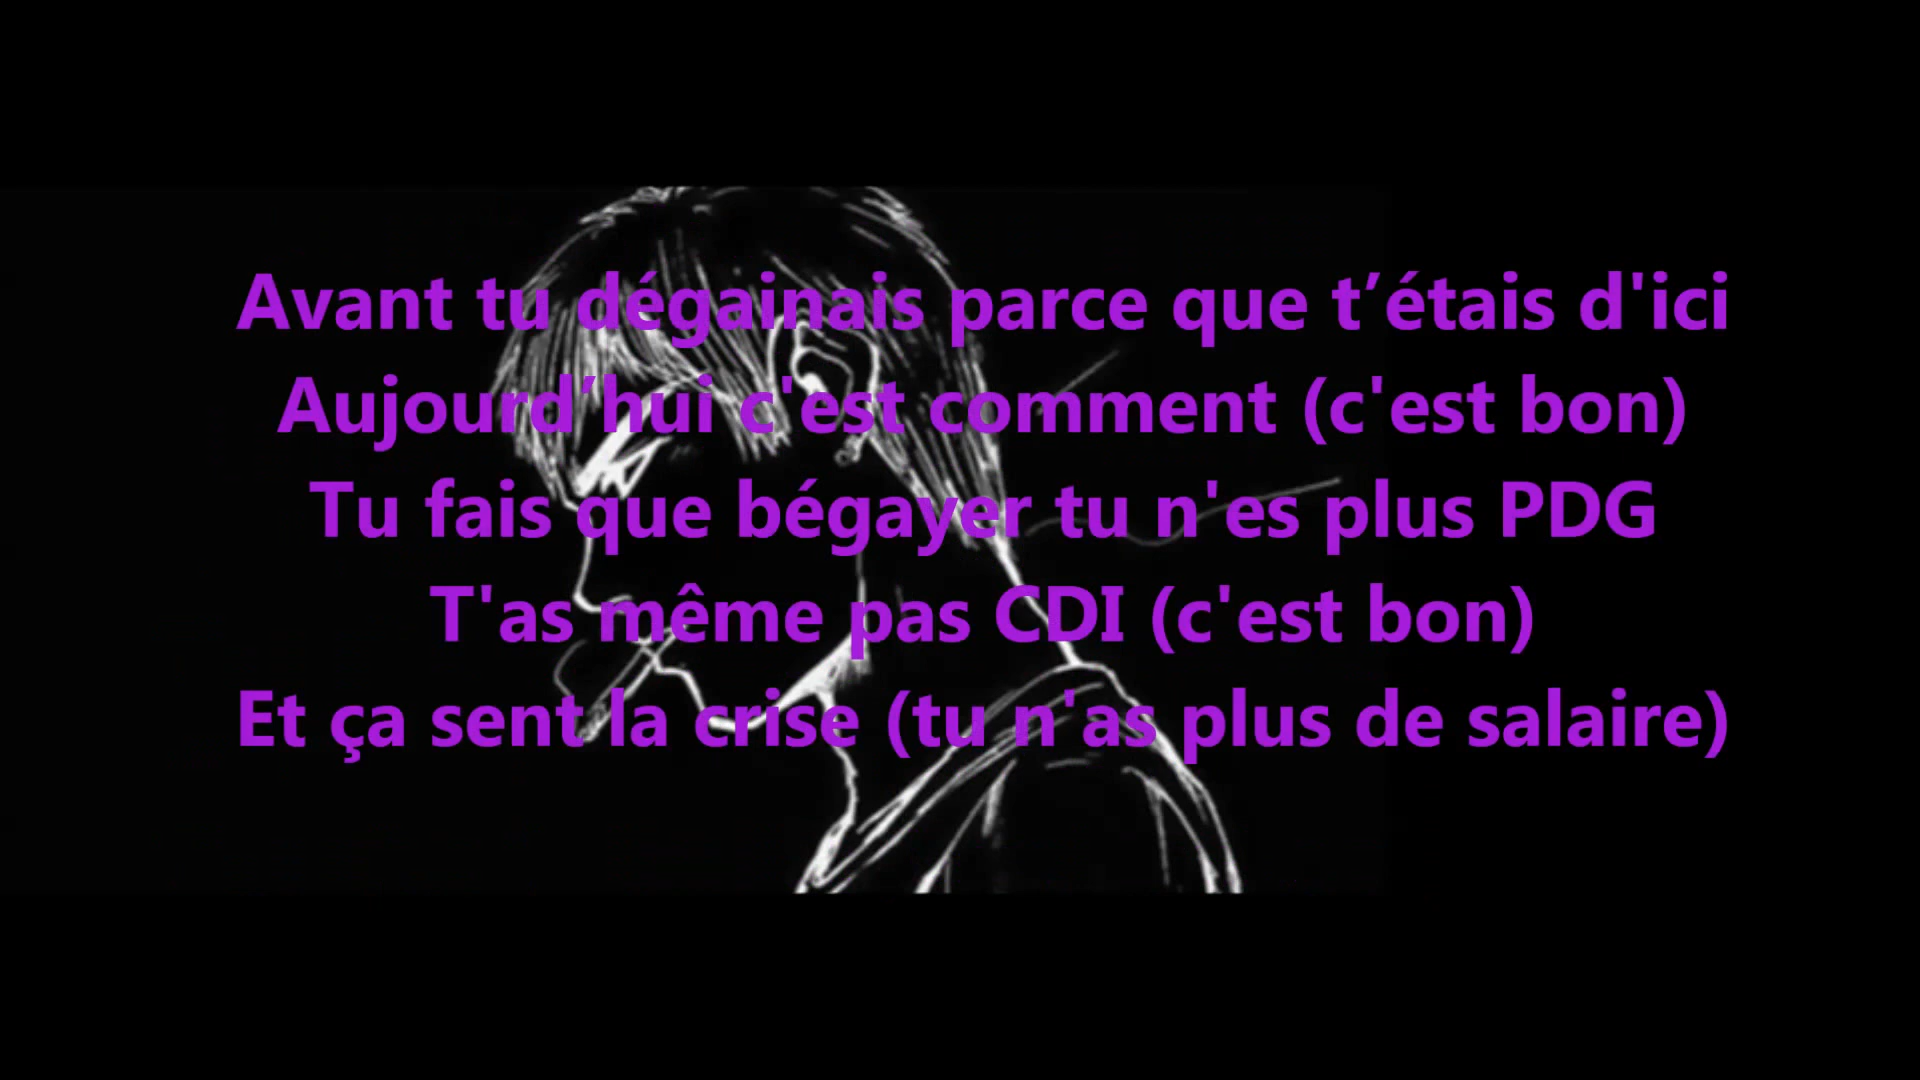 Avant tu dégainais parce que t’étais d'ici
Aujourd’hui c'est comment (c'est bon)
Tu fais que bégayer tu n'es plus PDG
T'as même pas CDI (c'est bon)
Et ça sent la crise (tu n'as plus de salaire)